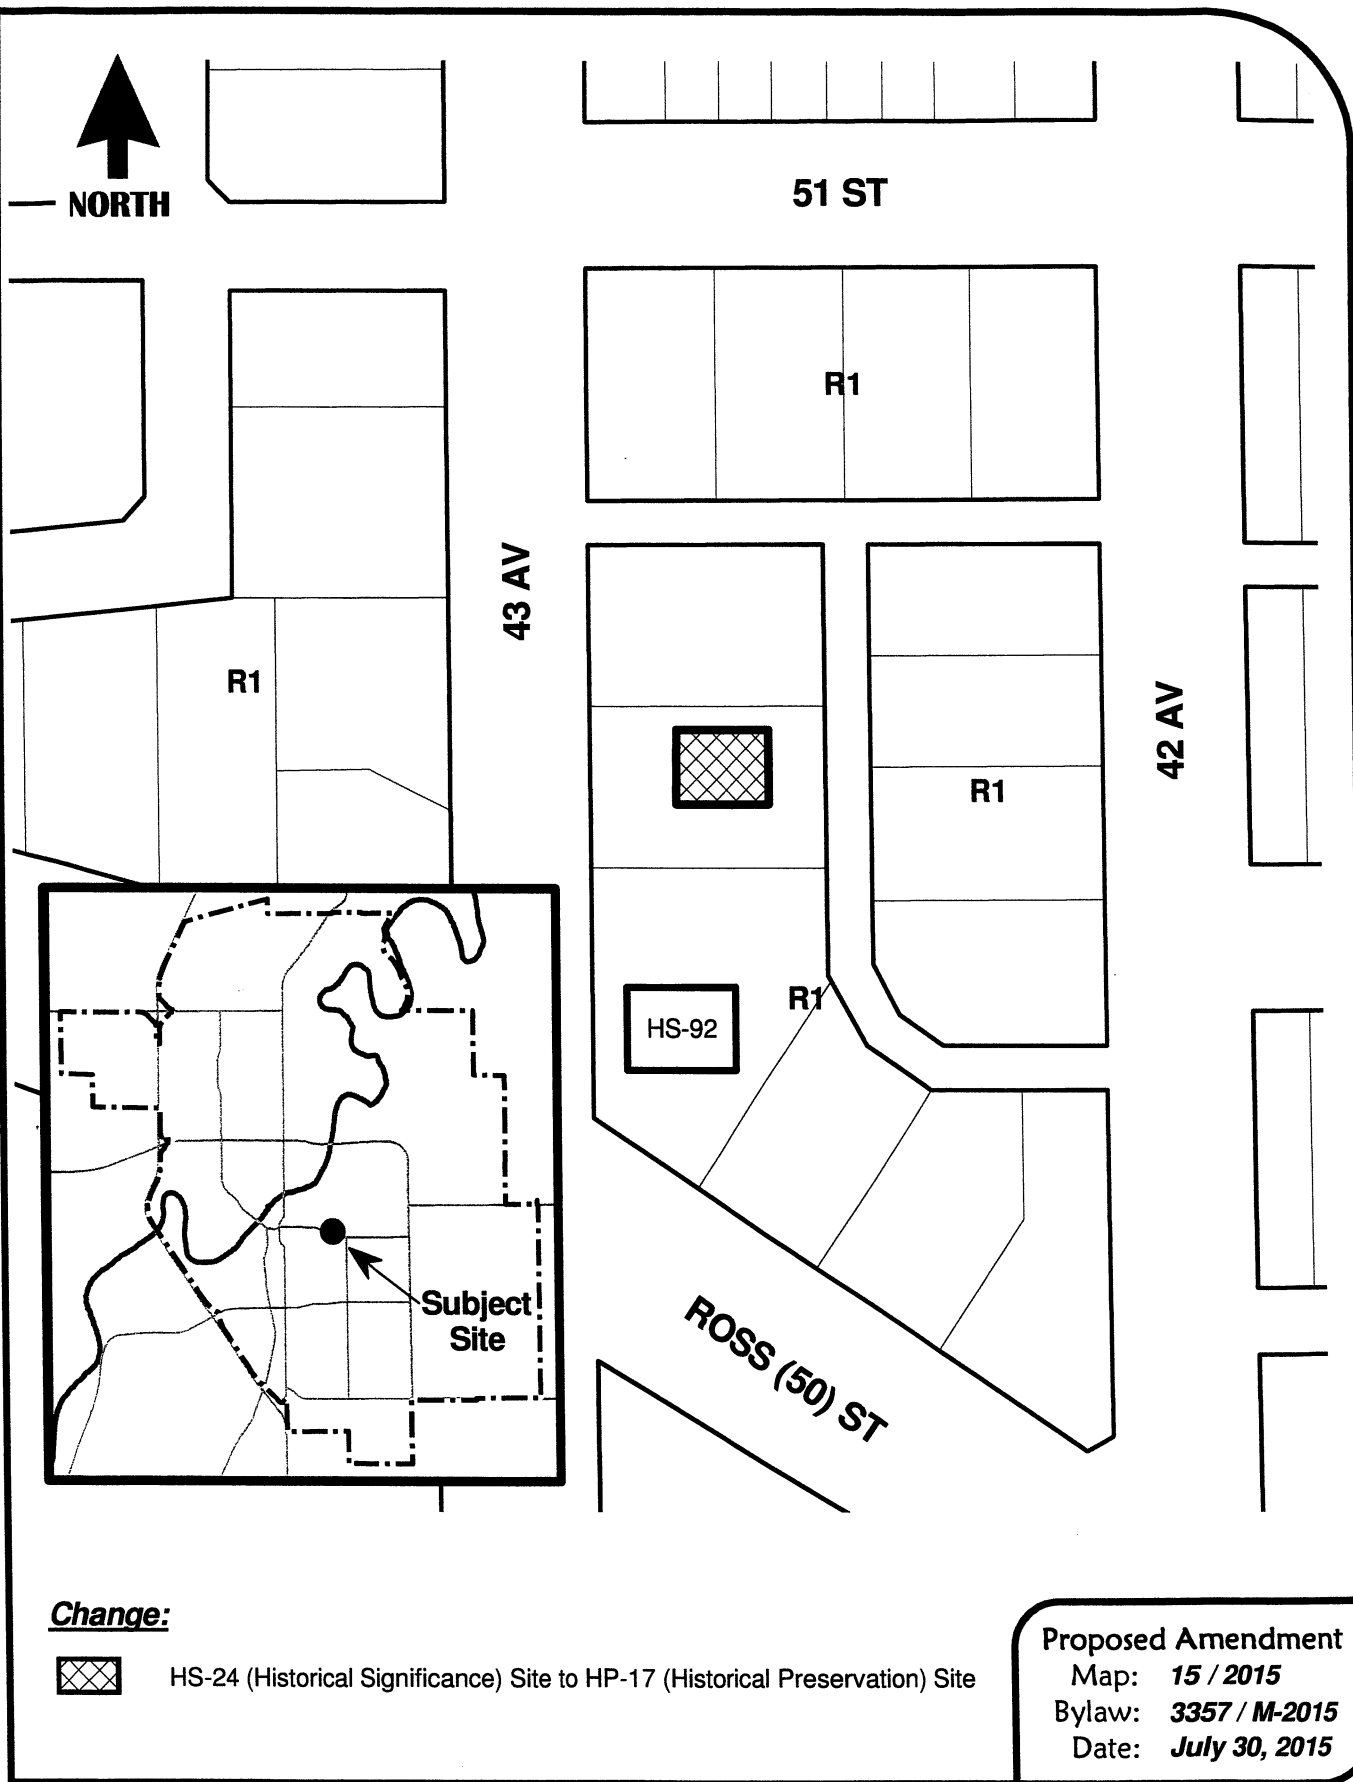 NORTH
51 ST
R1
43 AV
R1
42 AV
R1
R1
HS-92
Subject
Site
ROSS (50) ST
Change:
HS-24 (Historical Significance) Site to HP-17 (Historical Preservation) Site
Proposed Amendment
Map: 15 / 2015
Bylaw: 3357 / M-2015
Date: July 30, 2015